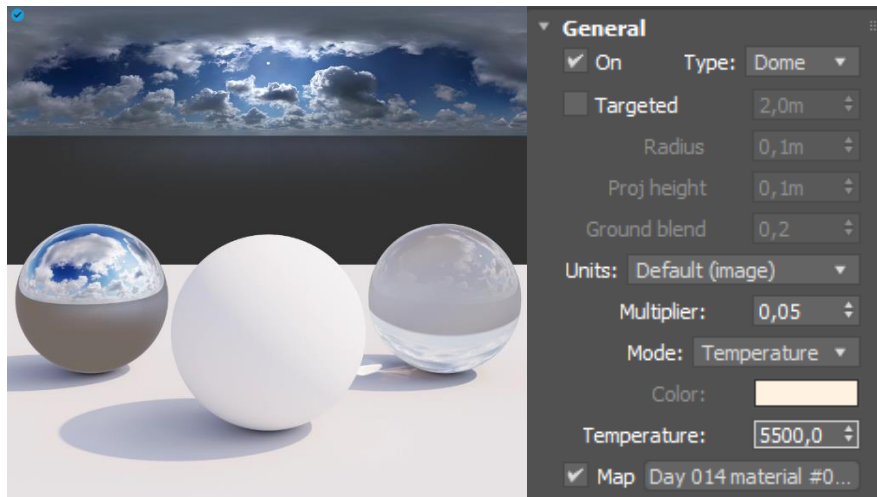 General
On Type: Dome
Targeted 2,0m
Radius 0,1m
Proj height 0,1m
Ground blend 0,2
Units: Default (image)
Multiplier: 0,05
Mode: Temperature
Color:
Temperature: 5500,0
Map Day 014 material #0...